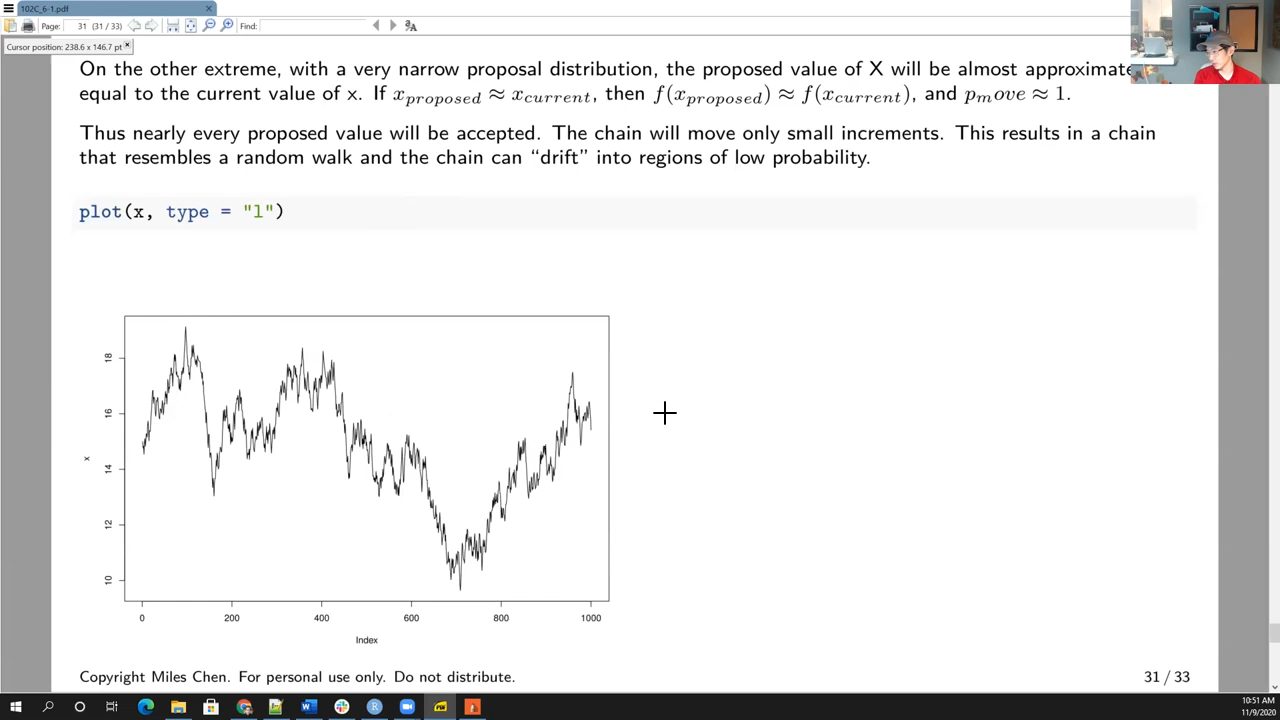 102C_6-1.pdf ×
Page: 31 (31 / 33) Find:
Cursor position: 238.6 x 146.7 pt ×
On the other extreme, with a very narrow proposal distribution, the proposed value of X will be almost approximate
equal to the current value of x. If x_proposed ≈ x_current, then f(x_proposed) ≈ f(x_current), and p_move ≈ 1.
Thus nearly every proposed value will be accepted. The chain will move only small increments. This results in a chain
that resembles a random walk and the chain can “drift” into regions of low probability.
plot(x, type = "l")
18
16
14
12
10
x
0 200 400 600 800 1000
Index
Copyright Miles Chen. For personal use only. Do not distribute.
31 / 33
10:51 AM
11/9/2020